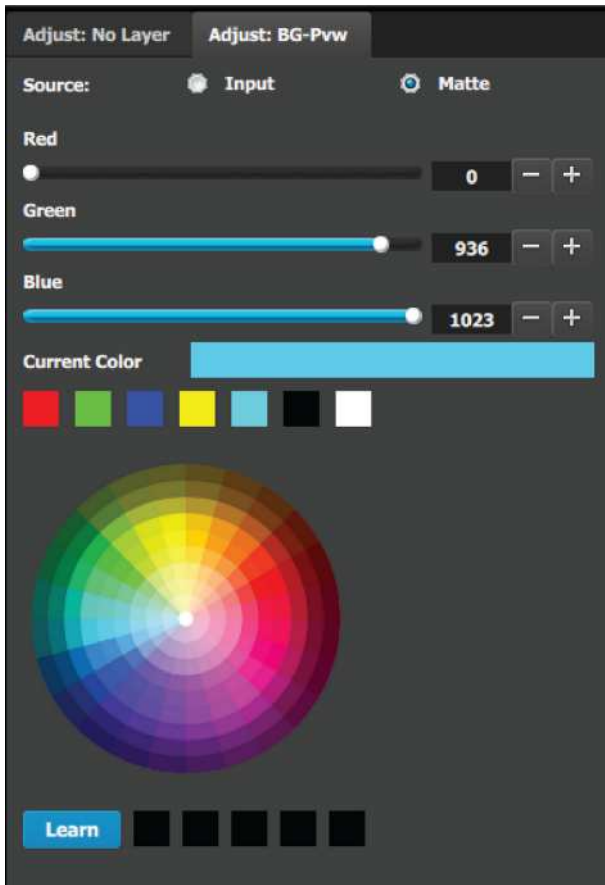 Adjust: No Layer Adjust: BG-Pvw
Source: Input Matte
Red
0 − +
Green
936 − +
Blue
1023 − +
Current Color
Learn